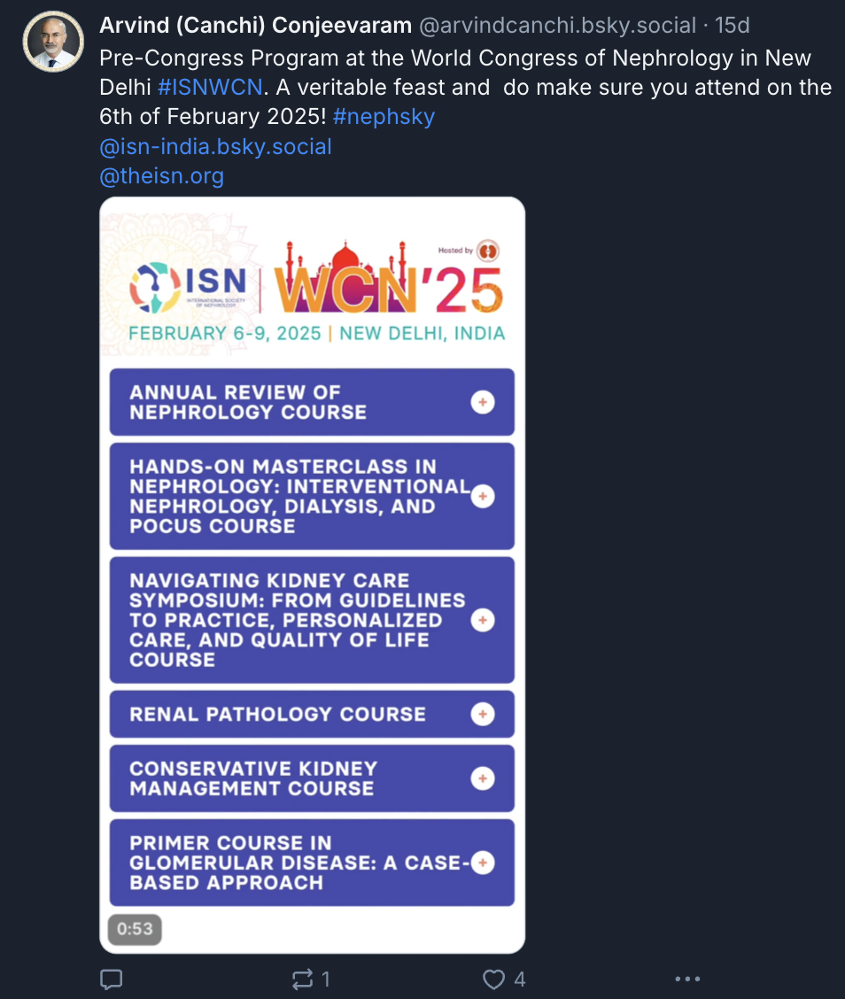 Arvind (Canchi) Conjeevaram @arvindcanchi.bsky.social · 15d
Pre-Congress Program at the World Congress of Nephrology in New
Delhi #ISNWCN. A veritable feast and  do make sure you attend on the
6th of February 2025! #nephsky
@isn-india.bsky.social
@theisn.org
Hosted by
ISN
INTERNATIONAL SOCIETY
OF NEPHROLOGY
WCN'25
FEBRUARY 6-9, 2025 | NEW DELHI, INDIA
ANNUAL REVIEW OF
NEPHROLOGY COURSE
HANDS-ON MASTERCLASS IN
NEPHROLOGY: INTERVENTIONAL
NEPHROLOGY, DIALYSIS, AND
POCUS COURSE
NAVIGATING KIDNEY CARE
SYMPOSIUM: FROM GUIDELINES
TO PRACTICE, PERSONALIZED
CARE, AND QUALITY OF LIFE
COURSE
RENAL PATHOLOGY COURSE
CONSERVATIVE KIDNEY
MANAGEMENT COURSE
PRIMER COURSE IN
GLOMERULAR DISEASE: A CASE-
BASED APPROACH
0:53
1
4